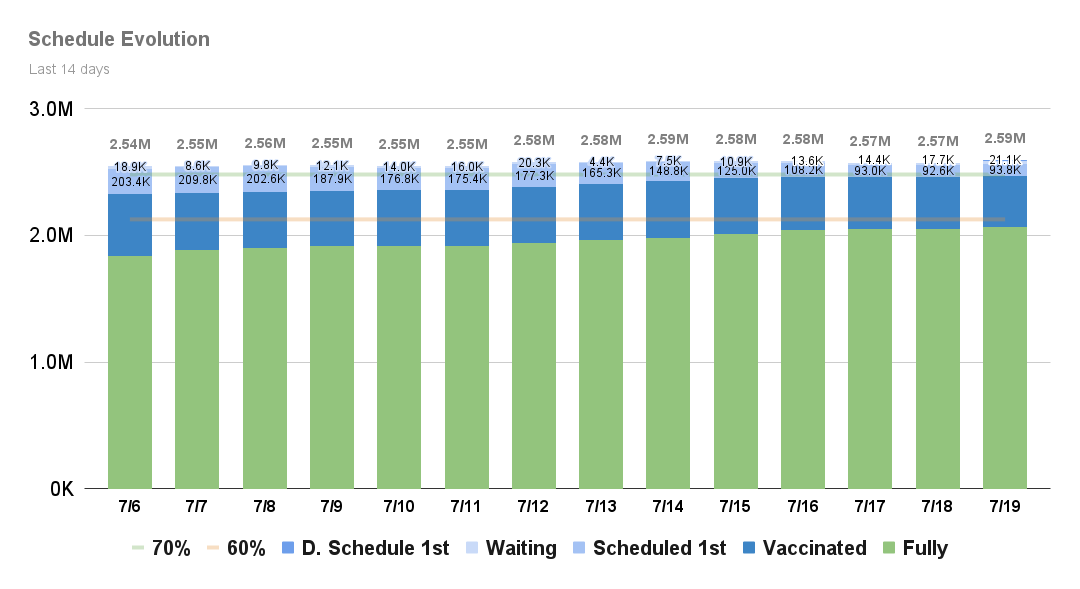 Schedule Evolution
Last 14 days
3.0M
2.54M 2.55M 2.56M 2.55M 2.55M 2.55M 2.58M 2.58M 2.59M 2.58M 2.58M 2.57M 2.57M 2.59M
18.9K 8.6K 9.8K 12.1K 14.0K 16.0K 20.3K 4.4K 7.5K 10.9K 13.6K 14.4K 17.7K 21.1K
203.4K 209.8K 202.6K 187.9K 176.8K 175.4K 177.3K 165.3K 148.8K 125.0K 108.2K 93.0K 92.6K 93.8K
2.0M
1.0M
0K
7/6 7/7 7/8 7/9 7/10 7/11 7/12 7/13 7/14 7/15 7/16 7/17 7/18 7/19
70% 60% D. Schedule 1st Waiting Scheduled 1st Vaccinated Fully